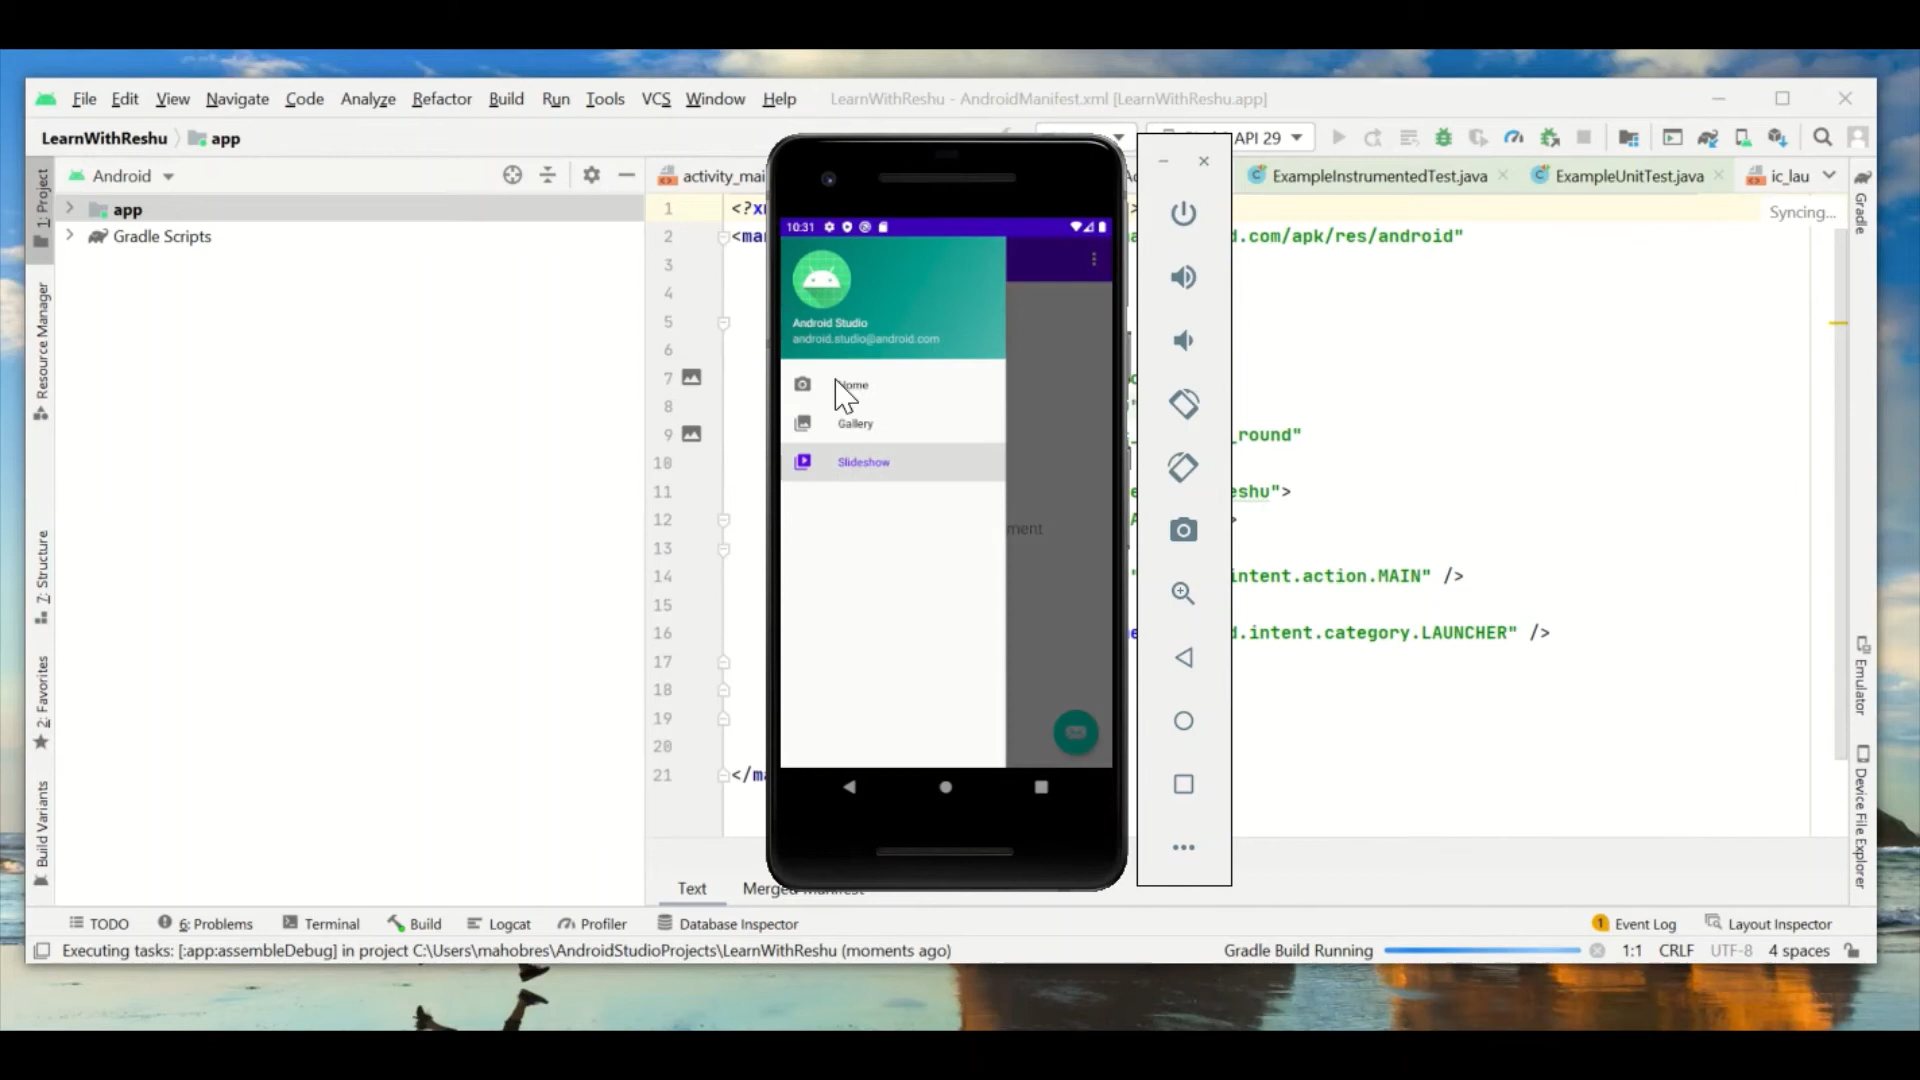 File Edit View Navigate Code Analyze Refactor Build Run Tools VCS Window Help LearnWithReshu - AndroidManifest.xml [LearnWithReshu.app]
LearnWithReshu app API 29
1: Project
Resource Manager
Z: Structure
2: Favorites
Build Variants
Android
app
Gradle Scripts
activity_mai ExampleInstrumentedTest.java ExampleUnitTest.java ic_lau
Syncing...
1 <?x
2 <ma d.com/apk/res/android"
3
4
5
6
7
8
9 _round"
10
11 eshu">
12
13
14 intent.action.MAIN" />
15
16 d.intent.category.LAUNCHER" />
17
18
19
20
21 </ma
10:31
Android Studio
android.studio@android.com
Gallery
Slideshow
ment
Gradle
Emulator
Device File Explorer
Text
TODO 6: Problems Terminal Build Logcat Profiler Database Inspector 1 Event Log Layout Inspector
Executing tasks: [:app:assembleDebug] in project C:\Users\mahobres\AndroidStudioProjects\LearnWithReshu (moments ago) Gradle Build Running 1:1 CRLF UTF-8 4 spaces